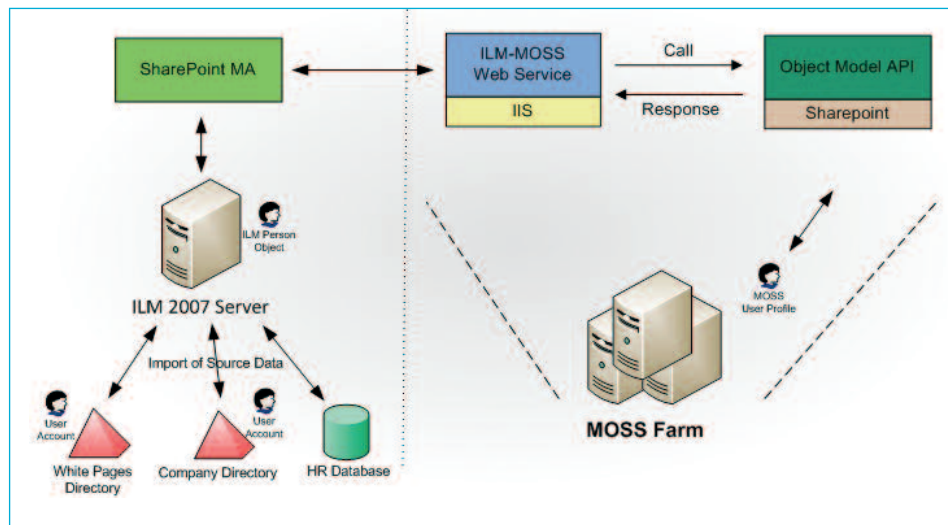 SharePoint MA
ILM-MOSS
Web Service
IIS
Call
Response
Object Model API
Sharepoint
ILM Person
Object
ILM 2007 Server
Import of Source Data
User
Account
White Pages
Directory
User
Account
Company Directory
HR Database
MOSS
User Profile
MOSS Farm